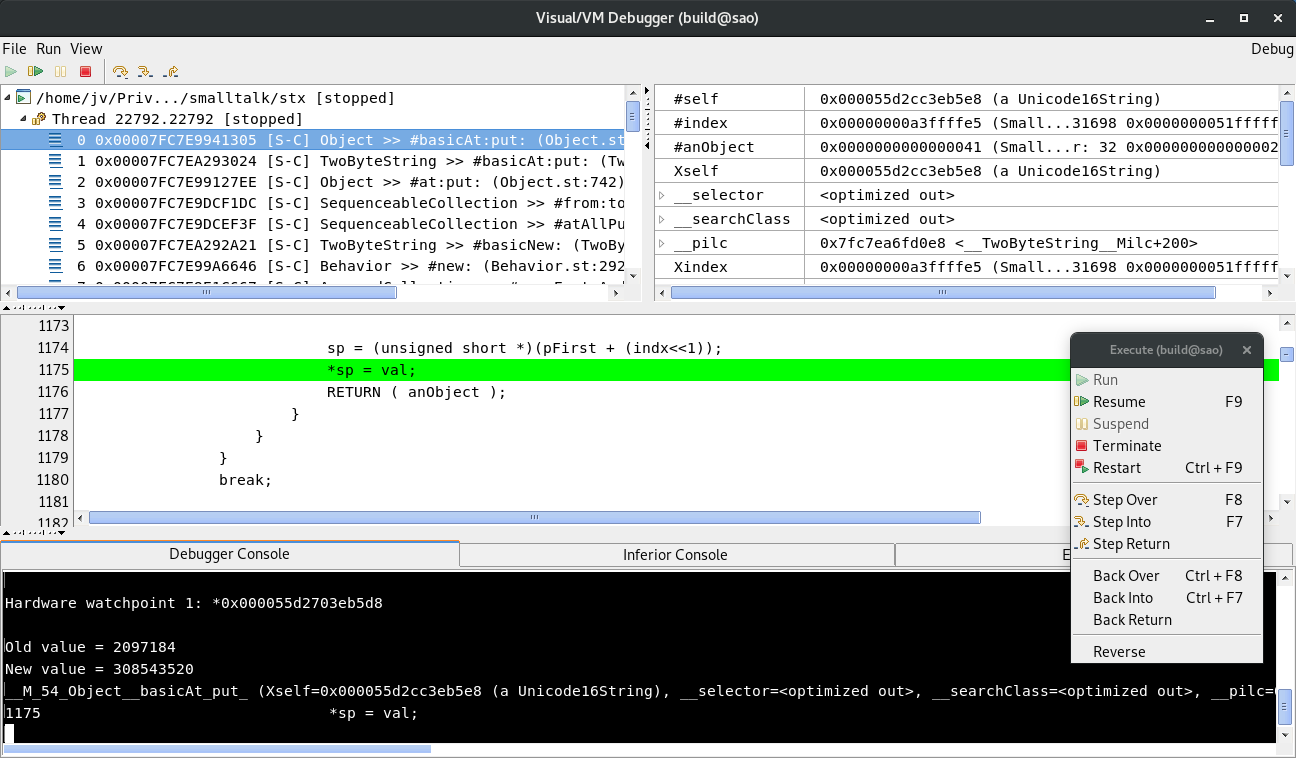 Visual/VM Debugger (build@sao)
File Run View Debug
/home/jv/Priv.../smalltalk/stx [stopped]
Thread 22792.22792 [stopped]
0 0x00007FC7E9941305 [S-C] Object >> #basicAt:put: (Object.st
1 0x00007FC7EA293024 [S-C] TwoByteString >> #basicAt:put: (Tw
2 0x00007FC7E99127EE [S-C] Object >> #at:put: (Object.st:742)
3 0x00007FC7E9DCF1DC [S-C] SequenceableCollection >> #from:to
4 0x00007FC7E9DCEF3F [S-C] SequenceableCollection >> #atAllPu
5 0x00007FC7EA292A21 [S-C] TwoByteString >> #basicNew: (TwoBy
6 0x00007FC7E99A6646 [S-C] Behavior >> #new: (Behavior.st:292
#self 0x000055d2cc3eb5e8 (a Unicode16String)
#index 0x00000000a3ffffe5 (Small...31698 0x0000000051fffff
#anObject 0x0000000000000041 (Small...r: 32 0x0000000000000002
Xself 0x000055d2cc3eb5e8 (a Unicode16String)
__selector <optimized out>
__searchClass <optimized out>
__pilc 0x7fc7ea6fd0e8 <__TwoByteString__Milc+200>
Xindex 0x00000000a3ffffe5 (Small...31698 0x0000000051fffff
1173
1174 sp = (unsigned short *)(pFirst + (indx<<1));
1175 *sp = val;
1176 RETURN ( anObject );
1177 }
1178 }
1179 }
1180 break;
1181
1182
Execute (build@sao)
Run
Resume F9
Suspend
Terminate
Restart Ctrl+F9
Step Over F8
Step Into F7
Step Return
Back Over Ctrl+F8
Back Into Ctrl+F7
Back Return
Reverse
Debugger Console Inferior Console
Hardware watchpoint 1: *0x000055d2703eb5d8
Old value = 2097184
New value = 308543520
__M_54_Object__basicAt_put_ (Xself=0x000055d2cc3eb5e8 (a Unicode16String), __selector=<optimized out>, __searchClass=<optimized out>, __pilc=
1175 *sp = val;